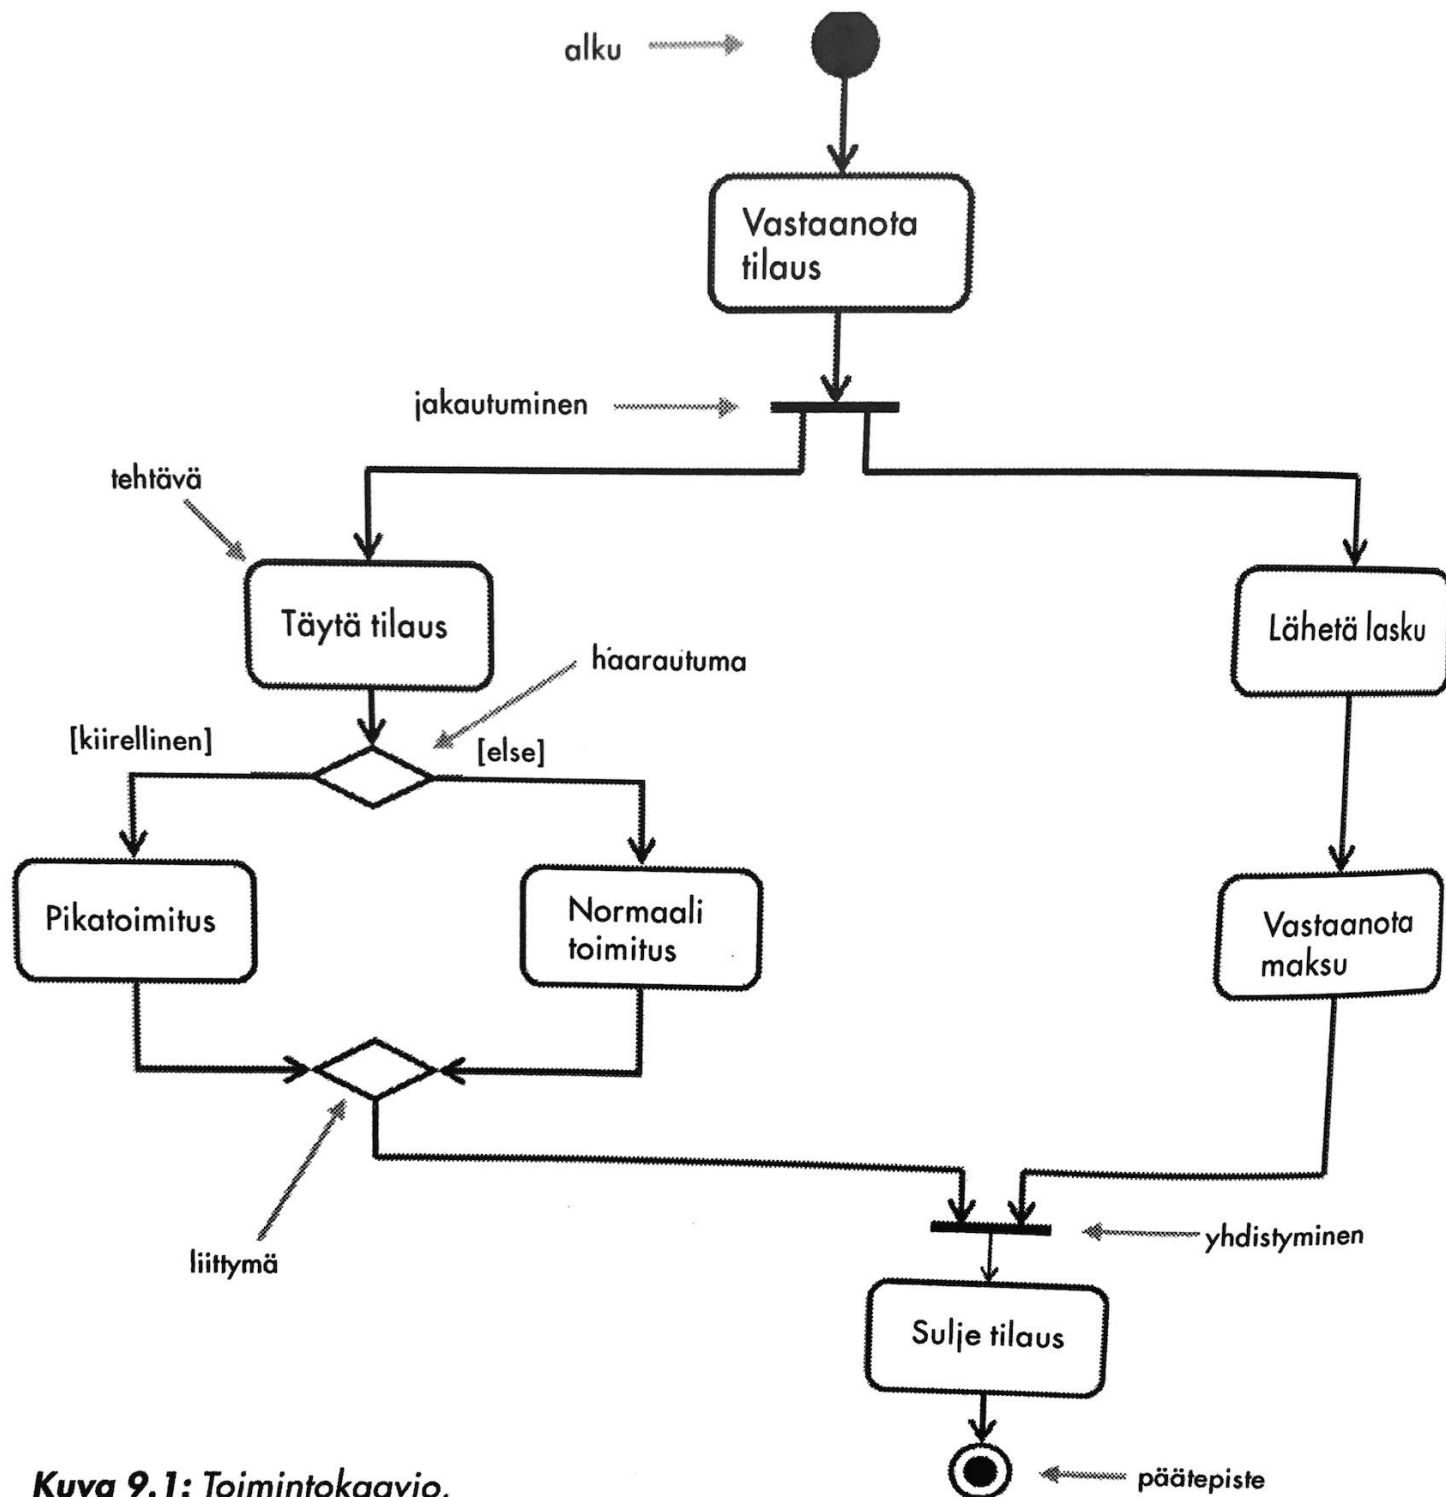 alku
Vastaanota
tilaus
jakautuminen
tehtävä
Täytä tilaus
Lähetä lasku
haarautuma
[kiirellinen]
[else]
Pikatoimitus
Normaali
toimitus
Vastaanota
maksu
liittymä
yhdistyminen
Sulje tilaus
päätepiste
Kuva 9.1: Toimintokaavio.